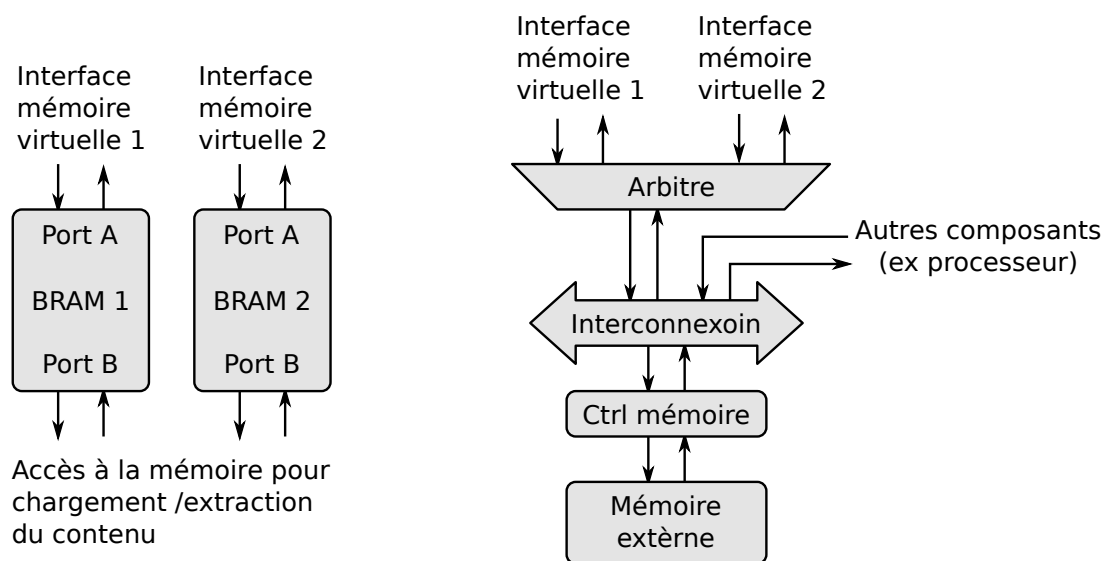 Interface
mémoire
virtuelle 1
Interface
mémoire
virtuelle 2
Port A
BRAM 1
Port B
Port A
BRAM 2
Port B
Accès à la mémoire pour
chargement /extraction
du contenu
Interface
mémoire
virtuelle 1
Interface
mémoire
virtuelle 2
Arbitre
Autres composants
(ex processeur)
Interconnexoin
Ctrl mémoire
Mémoire
extèrne